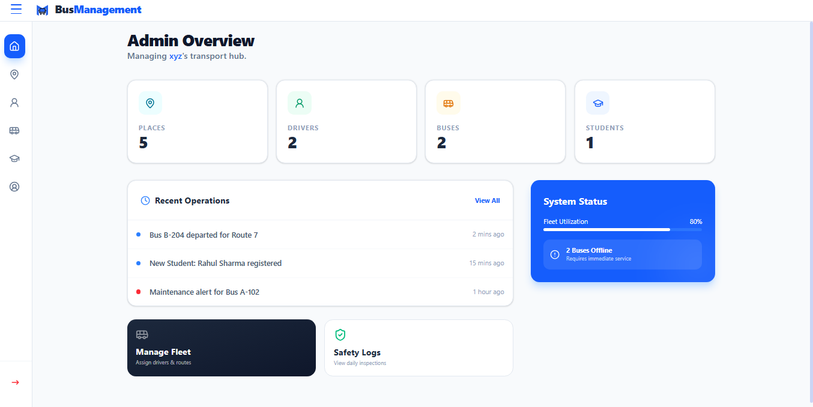 BusManagement
Admin Overview
Managing xyz's transport hub.
PLACES
5
DRIVERS
2
BUSES
2
STUDENTS
1
Recent Operations
View All
Bus B-204 departed for Route 7
2 mins ago
New Student: Rahul Sharma registered
15 mins ago
Maintenance alert for Bus A-102
1 hour ago
System Status
Fleet Utilization
80%
2 Buses Offline
Requires immediate service
Manage Fleet
Assign drivers & routes
Safety Logs
View daily inspections